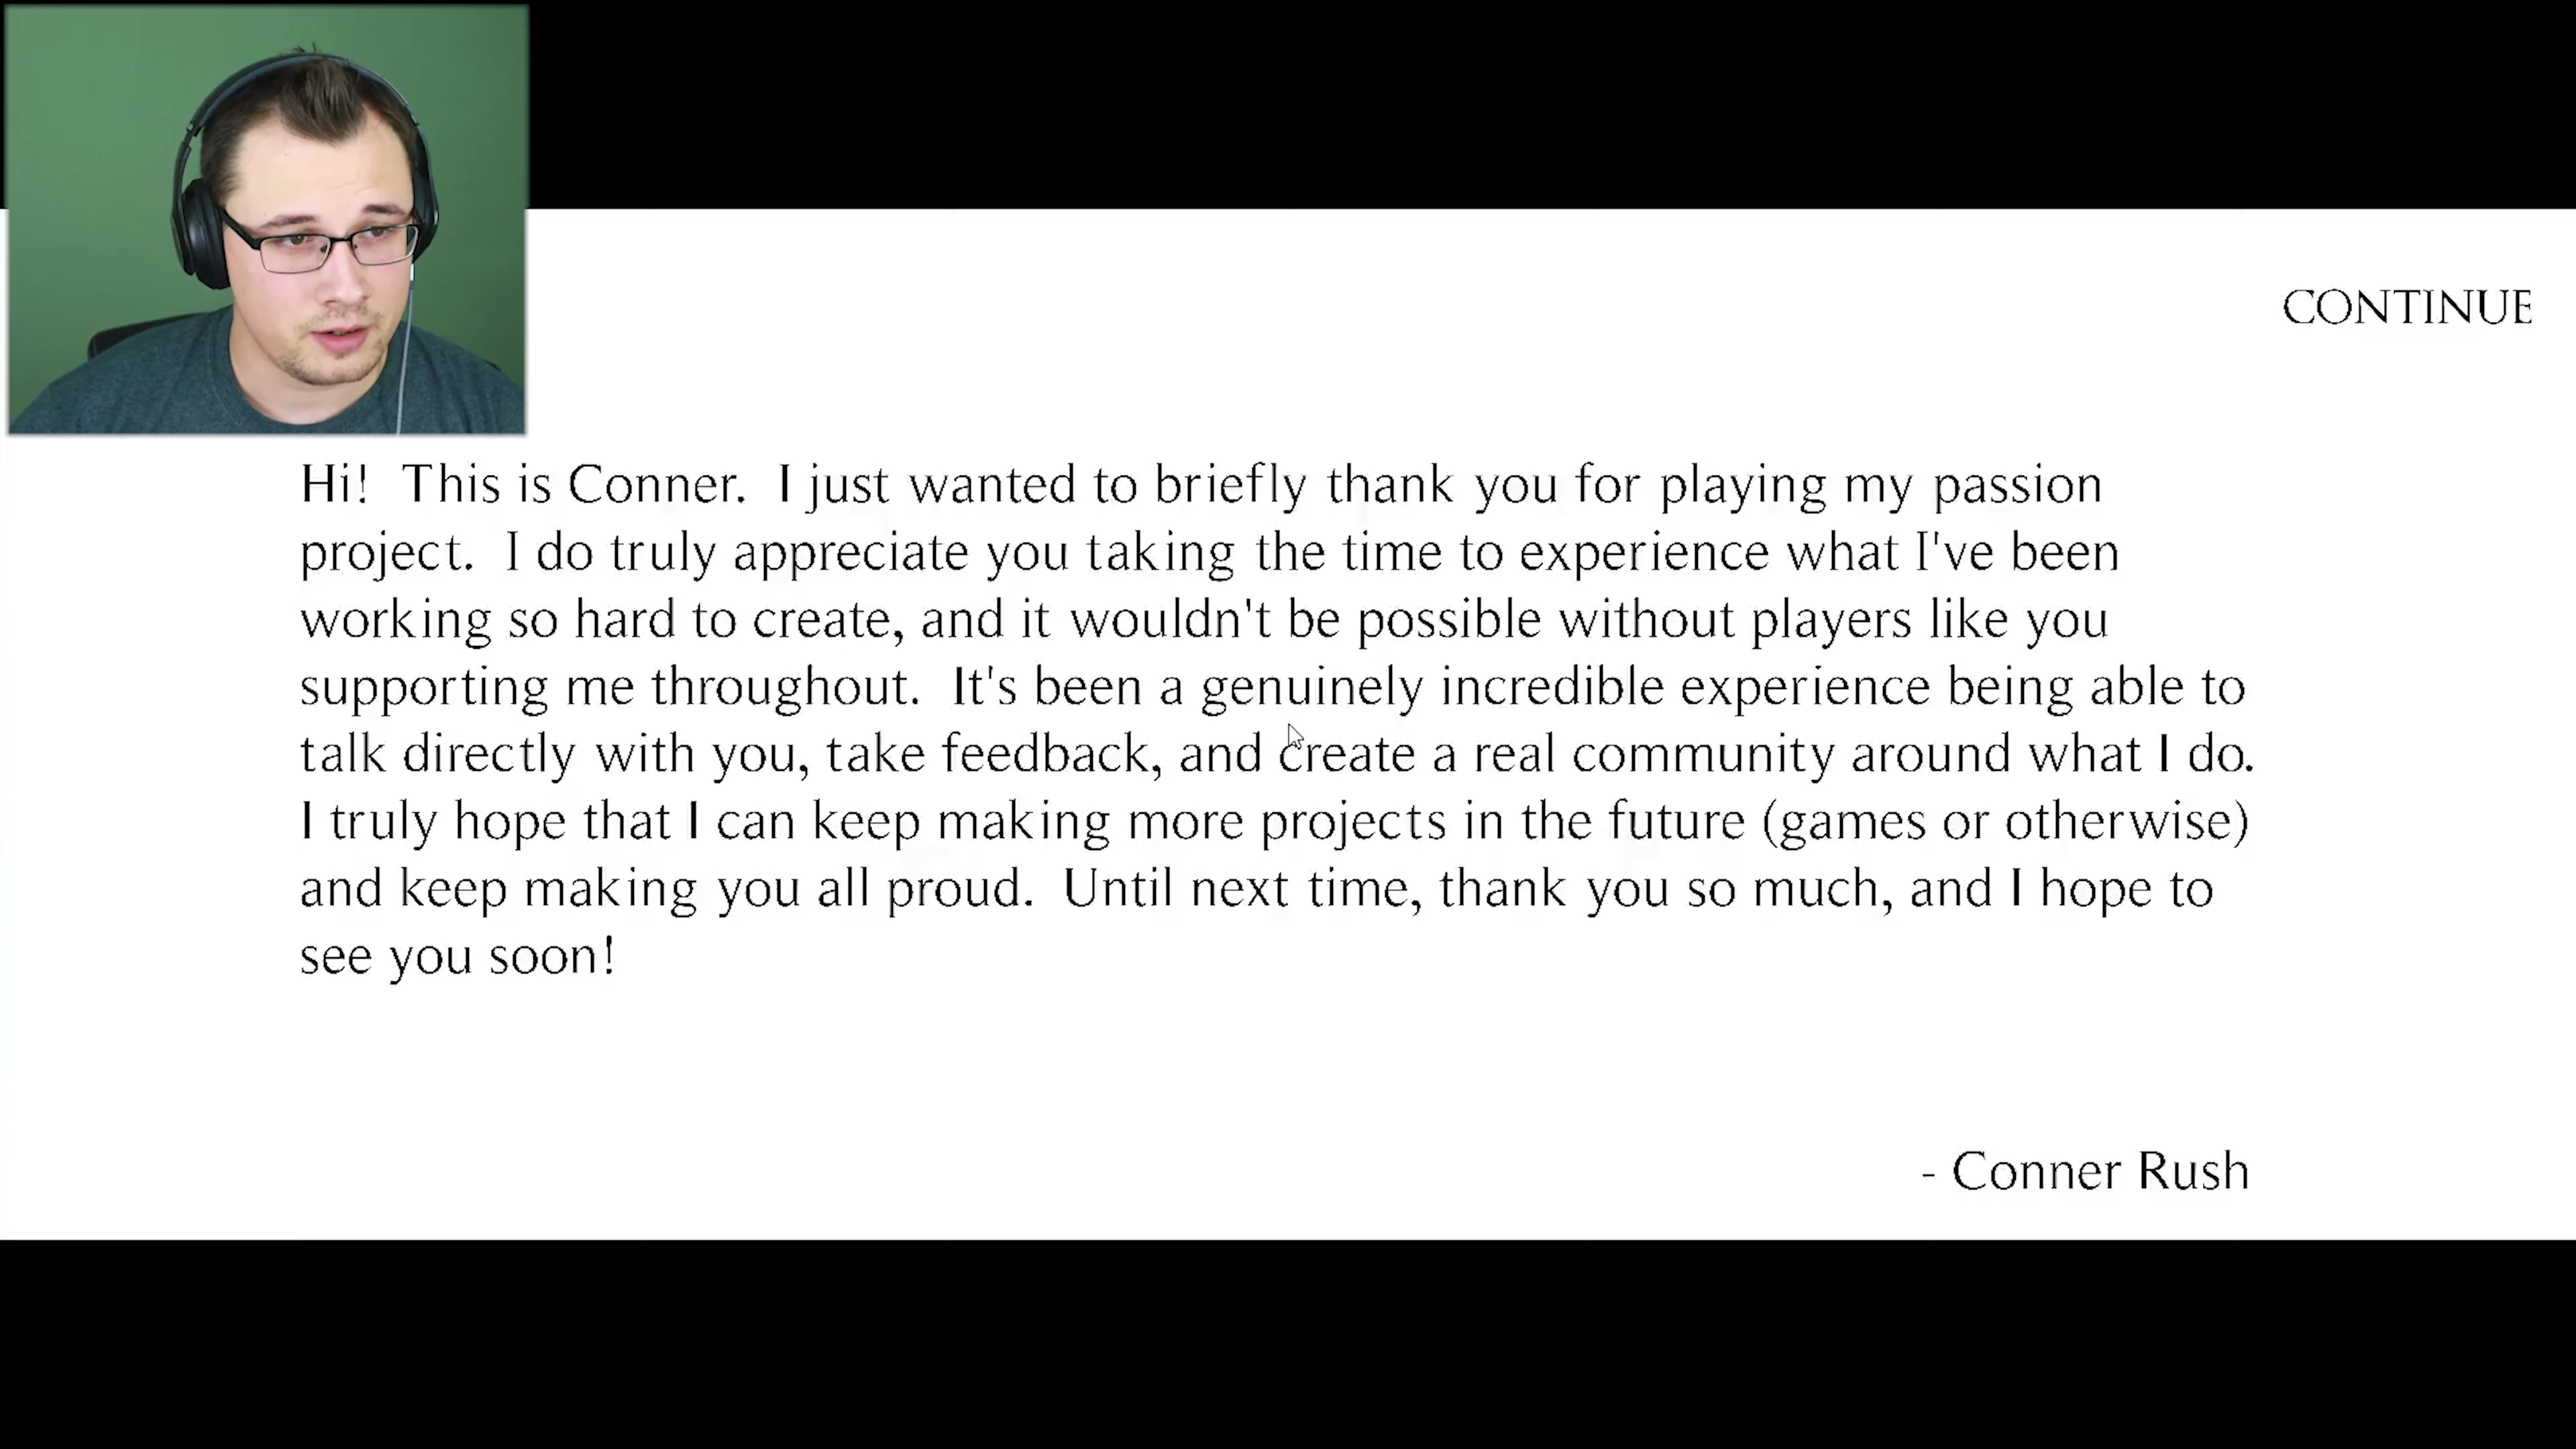 CONTINUE
Hi!  This is Conner.  I just wanted to briefly thank you for playing my passion
project.  I do truly appreciate you taking the time to experience what I've been
working so hard to create, and it wouldn't be possible without players like you
supporting me throughout.  It's been a genuinely incredible experience being able to
talk directly with you, take feedback, and create a real community around what I do.
I truly hope that I can keep making more projects in the future (games or otherwise)
and keep making you all proud.  Until next time, thank you so much, and I hope to
see you soon!
- Conner Rush